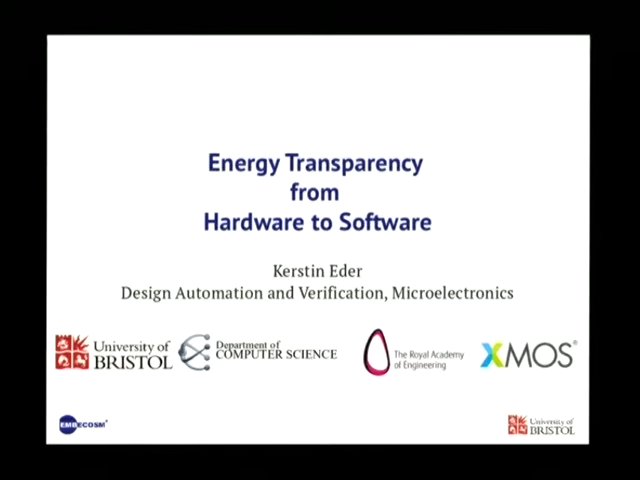 Energy Transparency
from
Hardware to Software
Kerstin Eder
Design Automation and Verification, Microelectronics
University of
BRISTOL
Department of
COMPUTER SCIENCE
The Royal Academy
of Engineering
XMOS®
EMBECOSM®
University of
BRISTOL